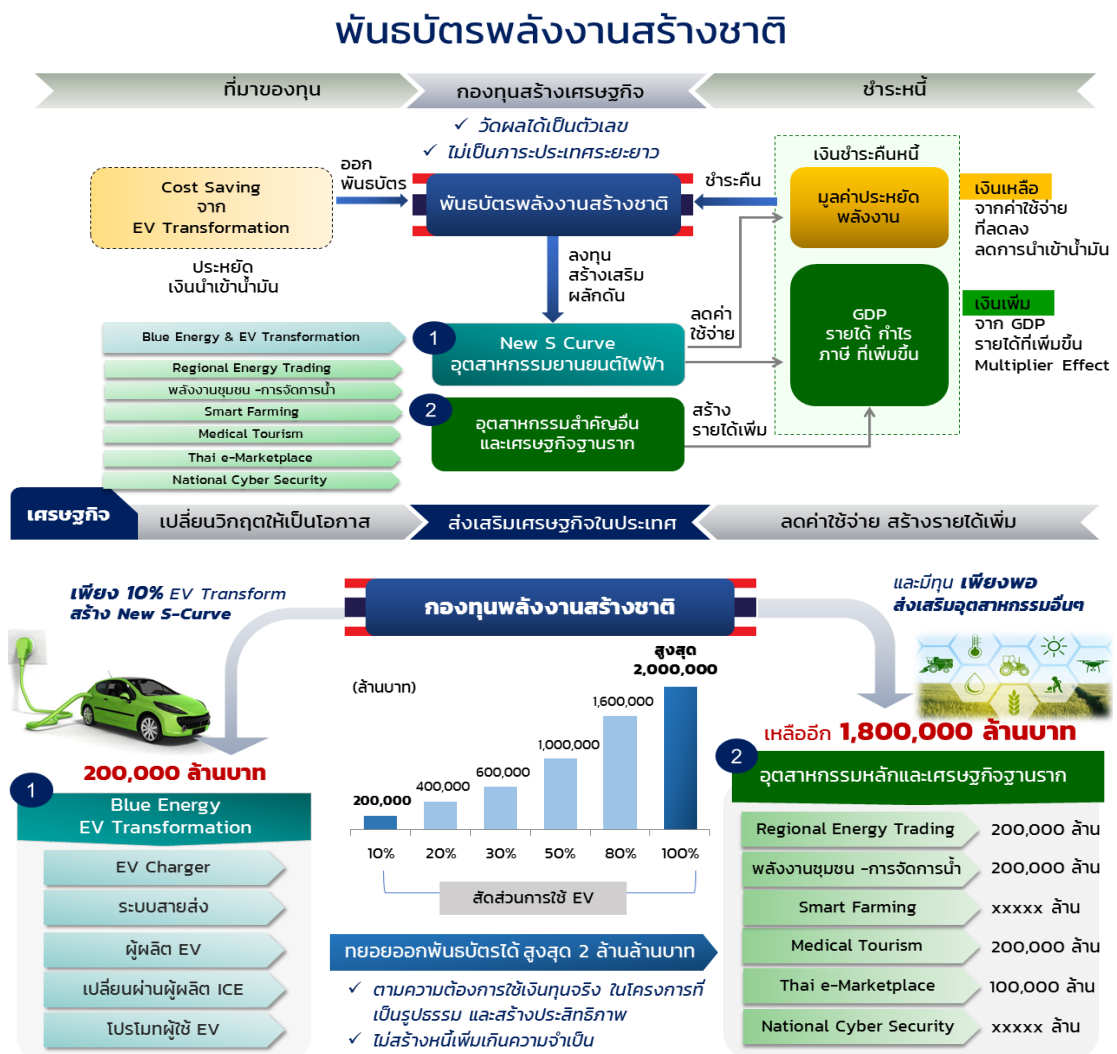 พันธบัตรพลังงานสร้างชาติ
ที่มาของทุน
กองทุนสร้างเศรษฐกิจ
ชำระหนี้
✓ วัดผลได้เป็นตัวเลข
✓ ไม่เป็นภาระประเทศระยะยาว
Cost Saving
จาก
EV Transformation
ประหยัด
เงินนำเข้าน้ำมัน
ออก
พันธบัตร
พันธบัตรพลังงานสร้างชาติ
ชำระคืน
เงินชำระคืนหนี้
มูลค่าประหยัด
พลังงาน
เงินเหลือ
จากค่าใช้จ่าย
ที่ลดลง
ลดการนำเข้าน้ำมัน
ลงทุน
สร้างเสริม
ผลักดัน
GDP
รายได้ กำไร
ภาษี ที่เพิ่มขึ้น
เงินเพิ่ม
จาก GDP
รายได้ที่เพิ่มขึ้น
Multiplier Effect
Blue Energy & EV Transformation
Regional Energy Trading
พลังงานชุมชน -การจัดการน้ำ
Smart Farming
Medical Tourism
Thai e-Marketplace
National Cyber Security
1
New S Curve
อุตสาหกรรมยานยนต์ไฟฟ้า
ลดค่า
ใช้จ่าย
2
อุตสาหกรรมสำคัญอื่น
และเศรษฐกิจฐานราก
สร้าง
รายได้เพิ่ม
เศรษฐกิจ
เปลี่ยนวิกฤตให้เป็นโอกาส
ส่งเสริมเศรษฐกิจในประเทศ
ลดค่าใช้จ่าย สร้างรายได้เพิ่ม
เพียง 10% EV Transform
สร้าง New S-Curve
กองทุนพลังงานสร้างชาติ
และมีทุน เพียงพอ
ส่งเสริมอุตสาหกรรมอื่นๆ
200,000 ล้านบาท
1
Blue Energy
EV Transformation
EV Charger
ระบบสายส่ง
ผู้ผลิต EV
เปลี่ยนผ่านผู้ผลิต ICE
โปรโมทผู้ใช้ EV
(ล้านบาท)
200,000
400,000
600,000
1,000,000
1,600,000
สูงสุด
2,000,000
10%
20%
30%
50%
80%
100%
สัดส่วนการใช้ EV
ทยอยออกพันธบัตรได้ สูงสุด 2 ล้านล้านบาท
✓ ตามความต้องการใช้เงินทุนจริง ในโครงการที่
เป็นรูปธรรม และสร้างประสิทธิภาพ
✓ ไม่สร้างหนี้เพิ่มเกินความจำเป็น
เหลืออีก 1,800,000 ล้านบาท
2
อุตสาหกรรมหลักและเศรษฐกิจฐานราก
Regional Energy Trading 200,000 ล้าน
พลังงานชุมชน -การจัดการน้ำ 200,000 ล้าน
Smart Farming xxxxx ล้าน
Medical Tourism 200,000 ล้าน
Thai e-Marketplace 100,000 ล้าน
National Cyber Security xxxxx ล้าน